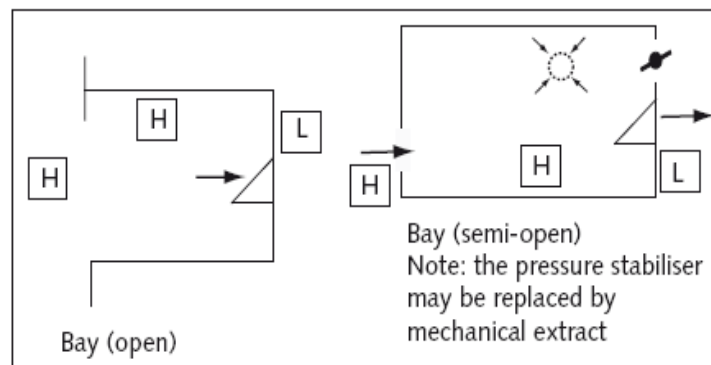 H
L
H
H
H
L
Bay (open)
Bay (semi-open)
Note: the pressure stabiliser
may be replaced by
mechanical extract